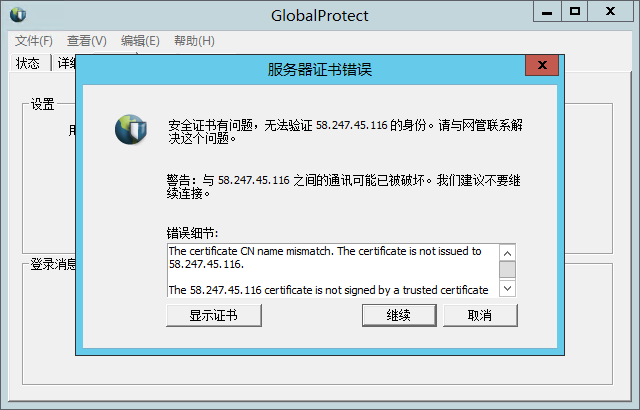 GlobalProtect
文件(F) 查看(V) 编辑(E) 帮助(H)
状态 详细
服务器证书错误
设置
安全证书有问题，无法验证 58.247.45.116 的身份。请与网管联系解
决这个问题。
警告：与 58.247.45.116 之间的通讯可能已被破坏。我们建议不要继
续连接。
错误细节:
The certificate CN name mismatch. The certificate is not issued to
58.247.45.116.
The 58.247.45.116 certificate is not signed by a trusted certificate
登录消息
显示证书 继续 取消